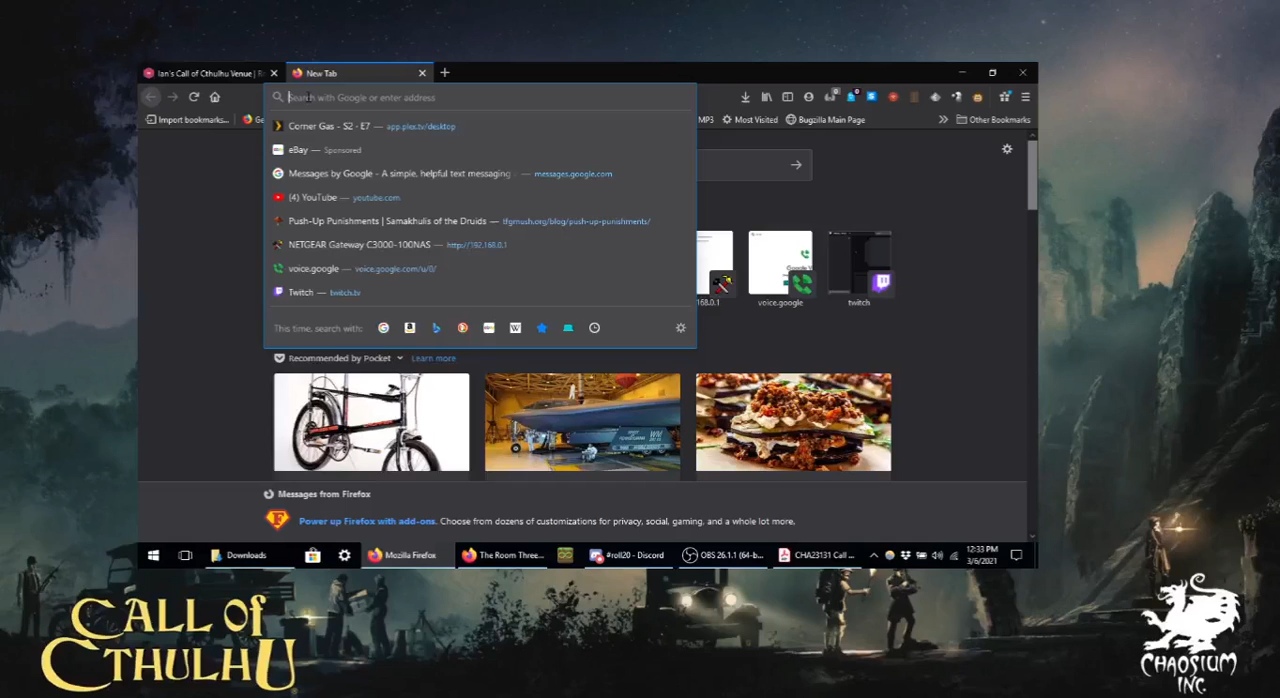 Ian's Call of Cthulhu Venue |
New Tab
Search with Google or enter address
Import bookmarks...
Ge
MP3
Most Visited
Bugzilla Main Page
Other Bookmarks
Corner Gas - S2 · E7 — app.plex.tv/desktop
eBay — Sponsored
Messages by Google - A simple, helpful text messaging — messages.google.com
(4) YouTube — youtube.com
Push-Up Punishments | Samakhulis of the Druids — tfgmush.org/blog/push-up-punishments/
NETGEAR Gateway C3000-100NAS — http://192.168.0.1
voice.google — voice.google.com/u/0/
Twitch — twitch.tv
This time, search with:
.168.0.1
voice.google
twitch
Recommended by Pocket
Learn more
Messages from Firefox
Power up Firefox with add-ons. Choose from dozens of customizations for privacy, social, gaming, and a whole lot more.
Downloads
Mozilla Firefox
The Room Three...
#roll20 - Discord
OBS 26.1.1 (64-b...
CHA23131 Call ...
12:33 PM
3/6/2021
CALL of
CTHULHU
CHAOSIUM
INC.